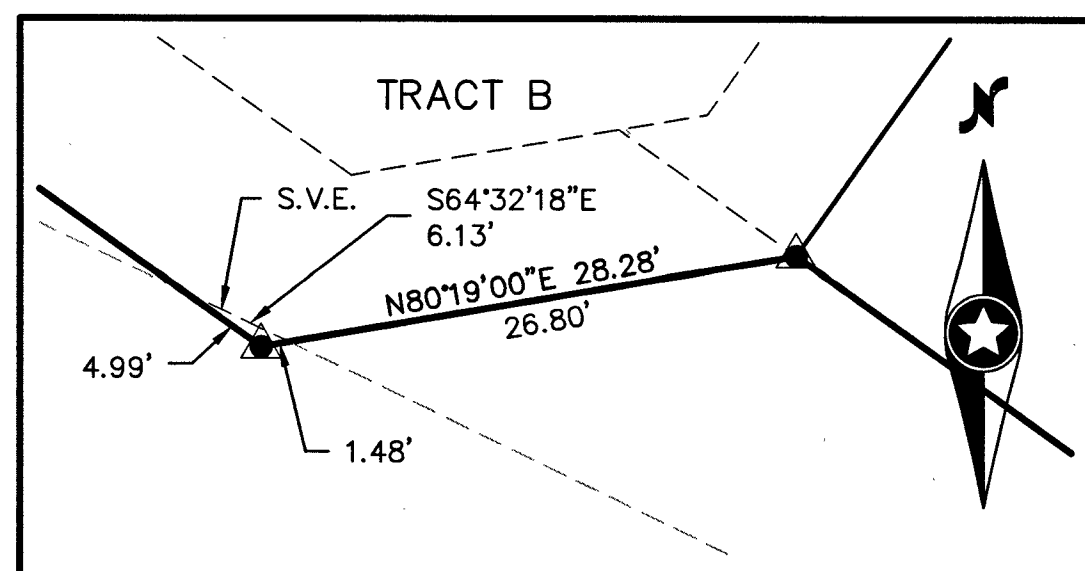 TRACT B
N
S.V.E.
S64°32'18"E
6.13'
N80°19'00"E 28.28'
26.80'
4.99'
1.48'